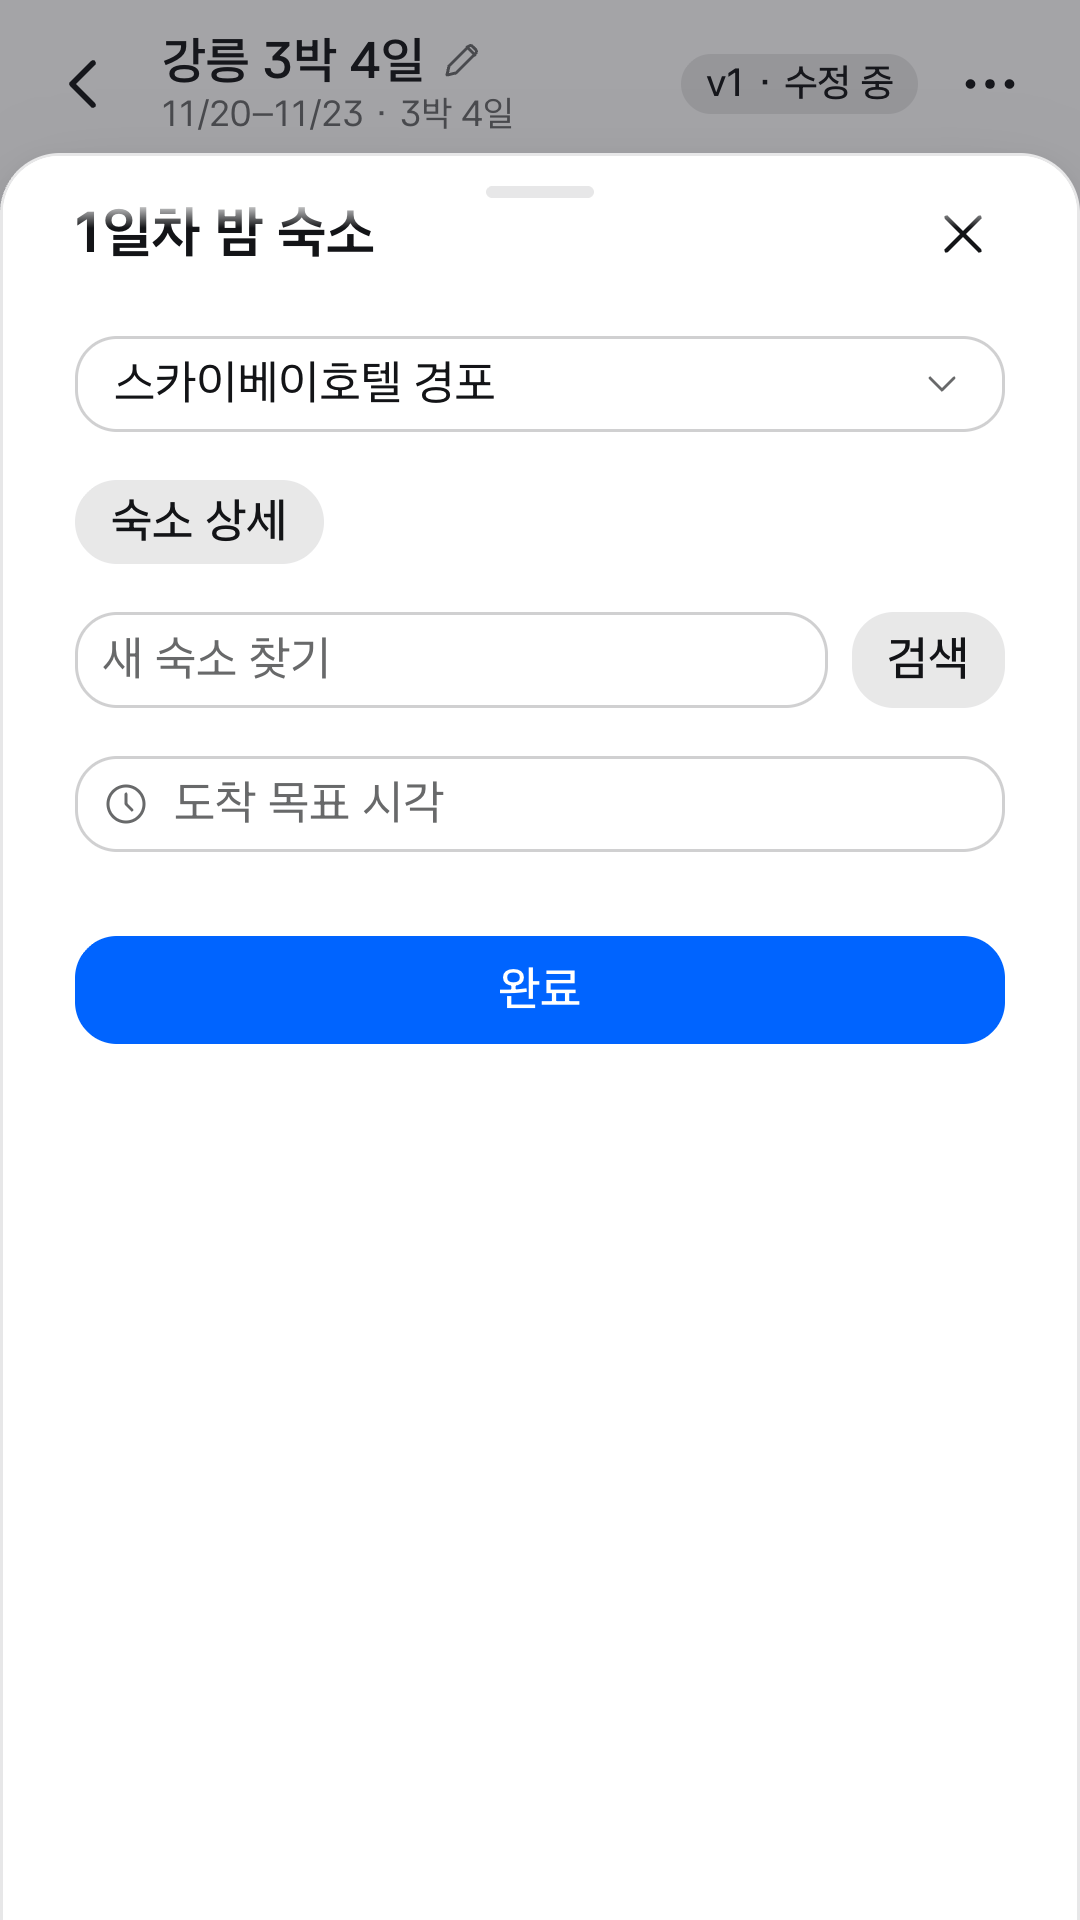 강릉 3박 4일
11/20–11/23 · 3박 4일
v1 · 수정 중
1일차 밤 숙소
스카이베이호텔 경포
숙소 상세
새 숙소 찾기
검색
도착 목표 시각
완료